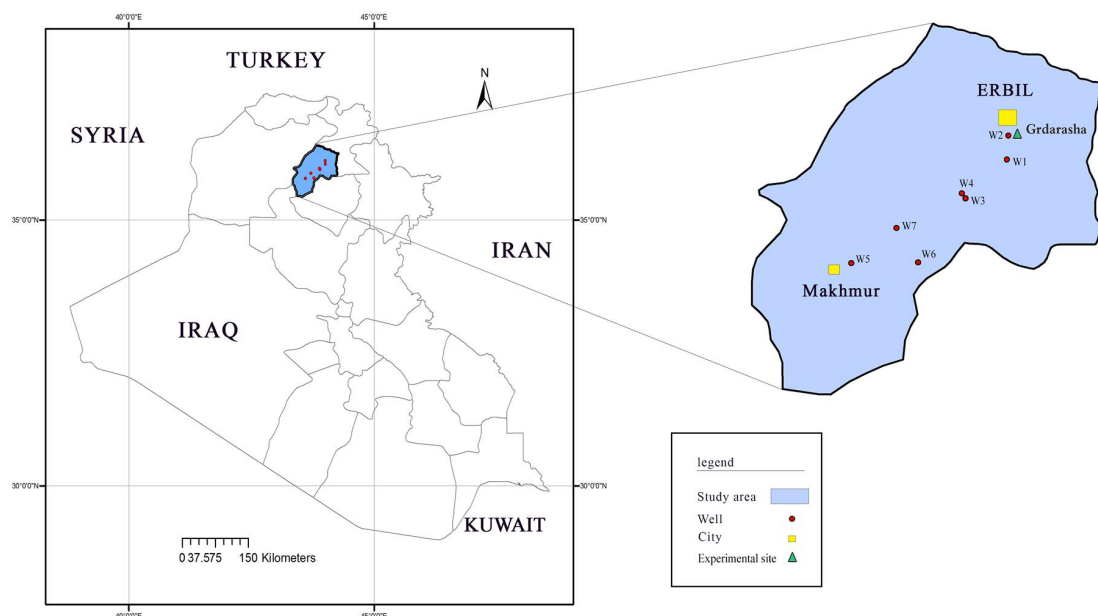 40°0'0"E
45°0'0"E
TURKEY
N
SYRIA
35°0'0"N
35°0'0"N
IRAN
IRAQ
30°0'0"N
30°0'0"N
KUWAIT
0 37.575 150 Kilometers
40°0'0"E
45°0'0"E
ERBIL
W2
Grdarasha
W1
W4
W3
W7
W5
W6
Makhmur
legend
Study area
Well
City
Experimental site